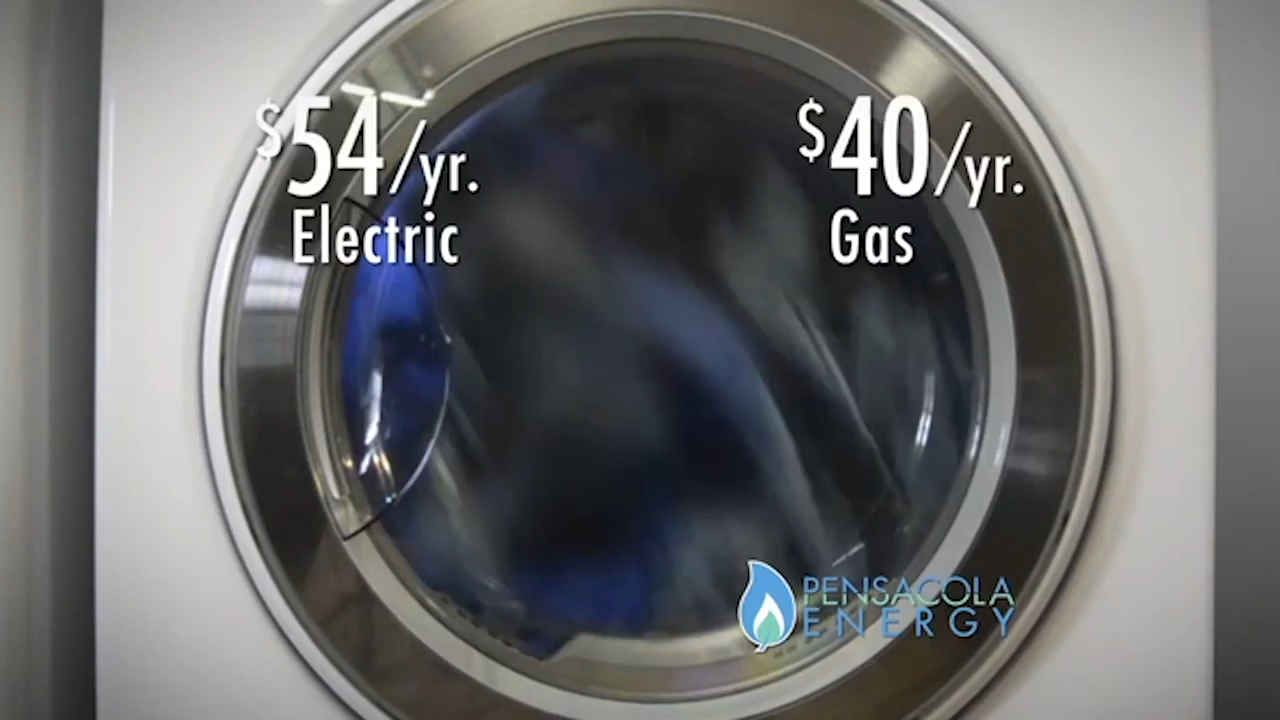 $54/yr.
Electric
$40/yr.
Gas
PENSACOLA
ENERGY